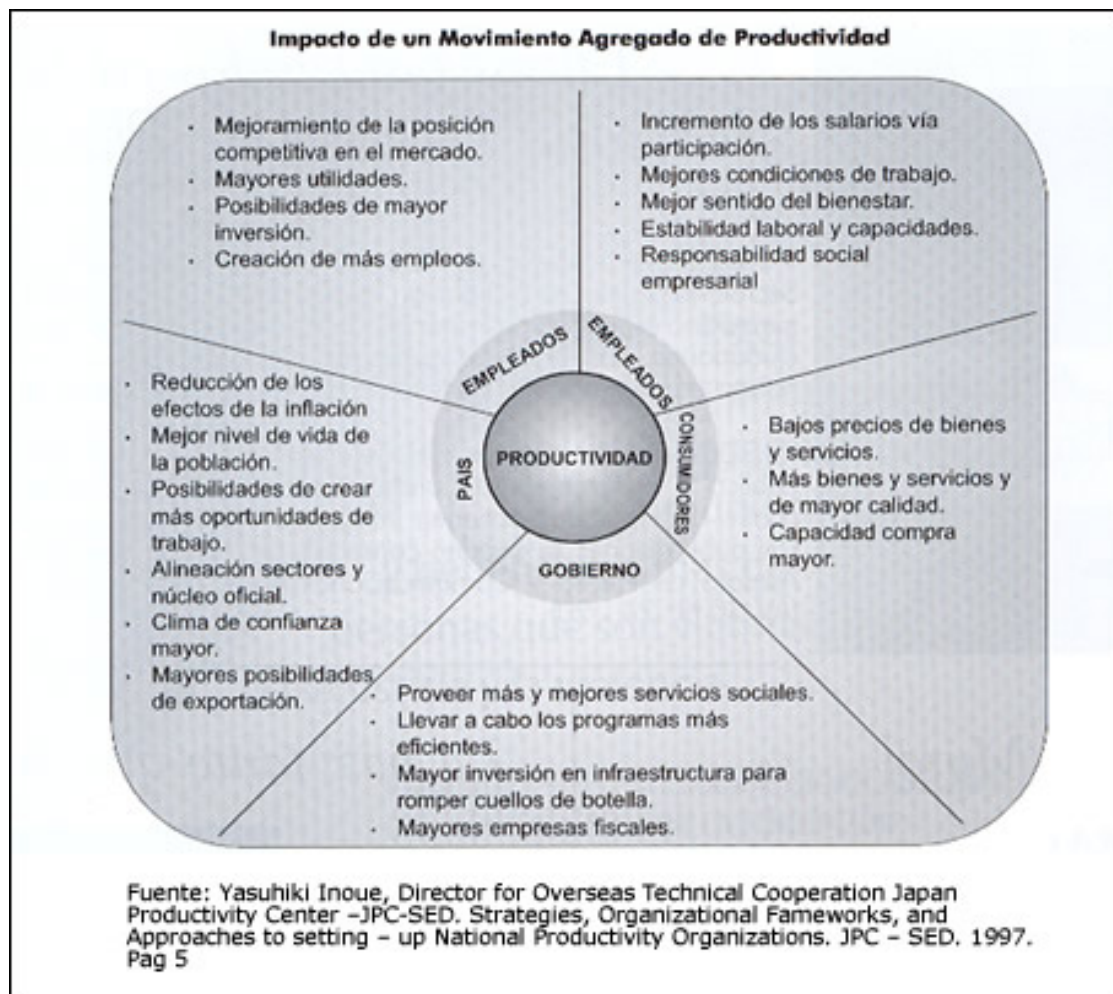 Impacto de un Movimiento Agregado de Productividad
· Mejoramiento de la posición
competitiva en el mercado.
· Mayores utilidades.
· Posibilidades de mayor
inversión.
· Creación de más empleos.
· Incremento de los salarios vía
participación.
· Mejores condiciones de trabajo.
· Mejor sentido del bienestar.
· Estabilidad laboral y capacidades.
· Responsabilidad social
empresarial
EMPLEADOS
EMPLEADOS
CONSUMIDORES
GOBIERNO
PAIS
PRODUCTIVIDAD
· Reducción de los
efectos de la inflación
· Mejor nivel de vida de
la población.
· Posibilidades de crear
más oportunidades de
trabajo.
· Alineación sectores y
núcleo oficial.
· Clima de confianza
mayor.
· Mayores posibilidades
de exportación.
· Bajos precios de bienes
y servicios.
· Más bienes y servicios y
de mayor calidad.
· Capacidad compra
mayor.
· Proveer más y mejores servicios sociales.
· Llevar a cabo los programas más
eficientes.
· Mayor inversión en infraestructura para
romper cuellos de botella.
· Mayores empresas fiscales.
Fuente: Yasuhiki Inoue, Director for Overseas Technical Cooperation Japan
Productivity Center –JPC-SED. Strategies, Organizational Fameworks, and
Approaches to setting – up National Productivity Organizations. JPC – SED. 1997.
Pag 5